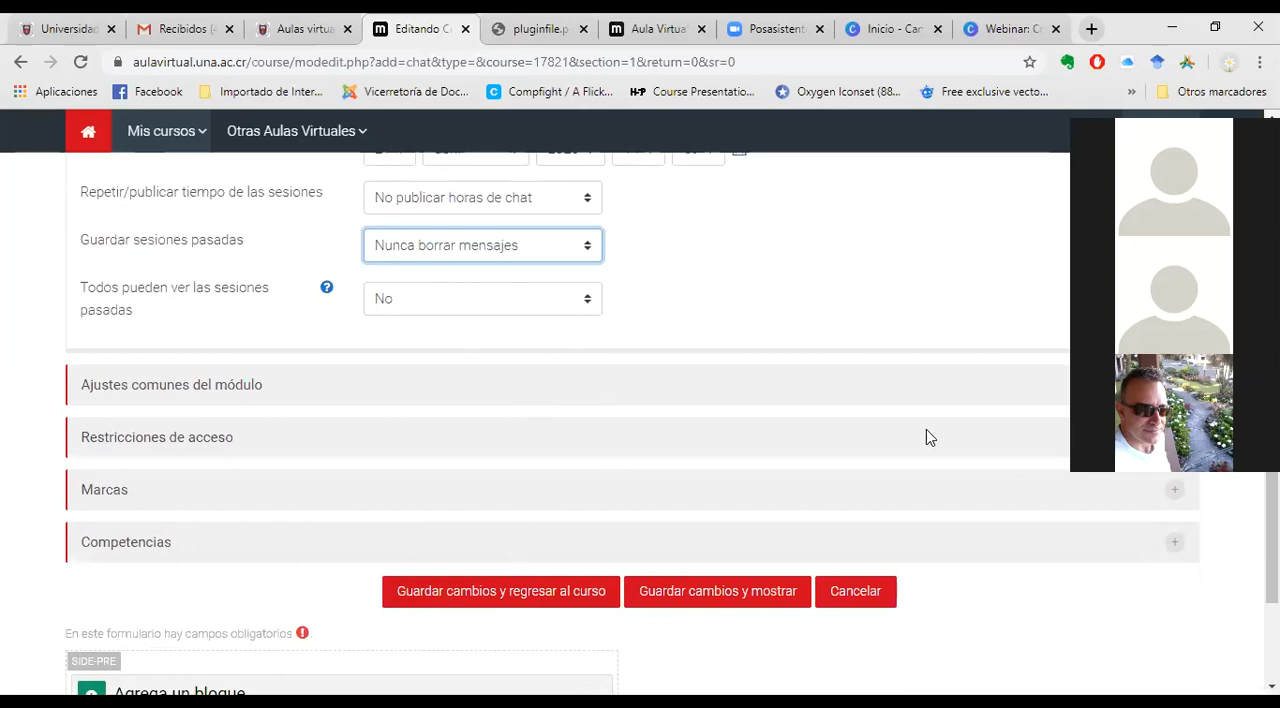 Universidad
Recibidos (4
Aulas virtua
Editando C
pluginfile.p
Aula Virtua
Posasistent
Inicio - Can
Webinar: C
aulavirtual.una.ac.cr/course/modedit.php?add=chat&type=&course=17821&section=1&return=0&sr=0
Aplicaciones
Facebook
Importado de Inter...
Vicerretoría de Doc...
Compfight / A Flick...
H-P Course Presentatio...
Oxygen Iconset (88...
Free exclusive vecto...
»
Otros marcadores
Mis cursos
Otras Aulas Virtuales
Repetir/publicar tiempo de las sesiones
No publicar horas de chat
Guardar sesiones pasadas
Nunca borrar mensajes
Todos pueden ver las sesiones
pasadas
No
Ajustes comunes del módulo
Restricciones de acceso
Marcas
Competencias
Guardar cambios y regresar al curso
Guardar cambios y mostrar
Cancelar
En este formulario hay campos obligatorios
SIDE-PRE
Agrega un bloque